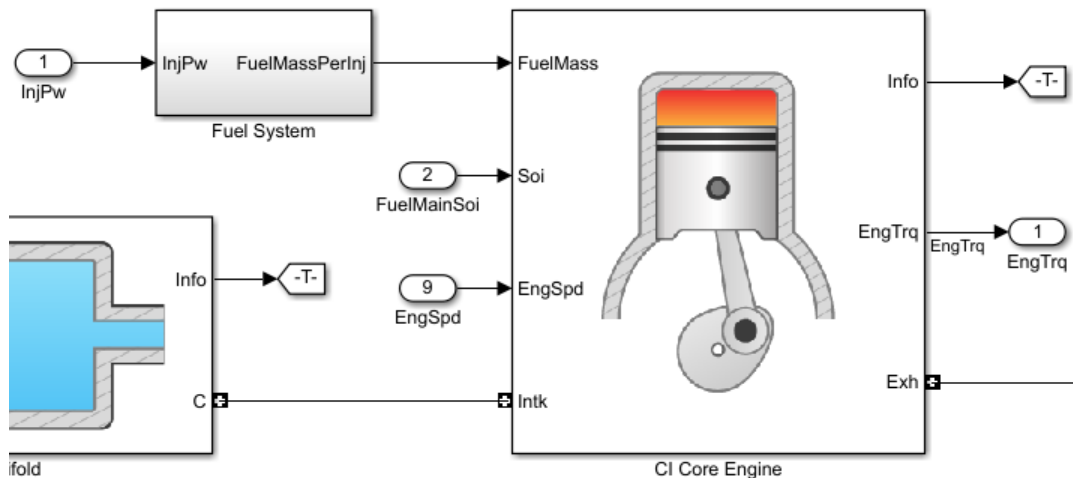 1
InjPw
InjPw
FuelMassPerInj
Fuel System
FuelMass
Info
-T-
2
FuelMainSoi
Soi
EngTrq
EngTrq
1
EngTrq
Info
-T-
9
EngSpd
EngSpd
C
Intk
Exh
ifold
CI Core Engine